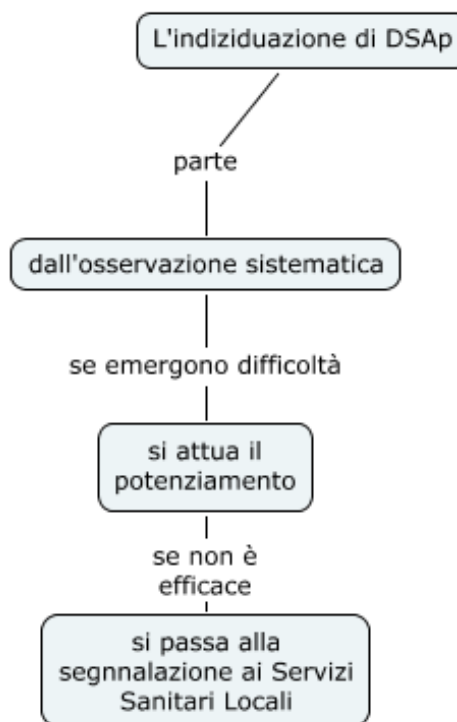 L'indiziduazione di DSAp
parte
dall'osservazione sistematica
se emergono difficoltà
si attua il
potenziamento
se non è
efficace
si passa alla
segnnalazione ai Servizi
Sanitari Locali